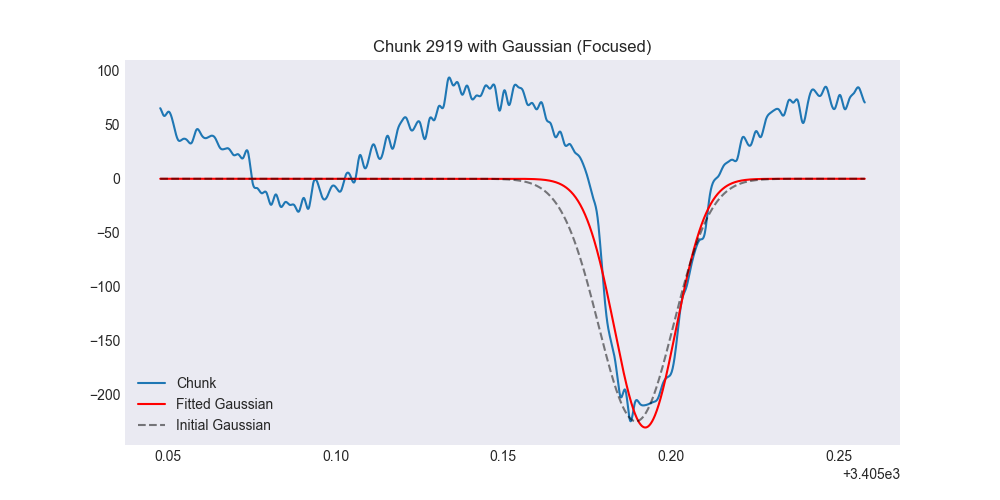 Chunk 2919 with Gaussian (Focused)
100
50
0
−50
−100
−150
−200
Chunk
Fitted Gaussian
Initial Gaussian
0.05 0.10 0.15 0.20 0.25
+3.405e3